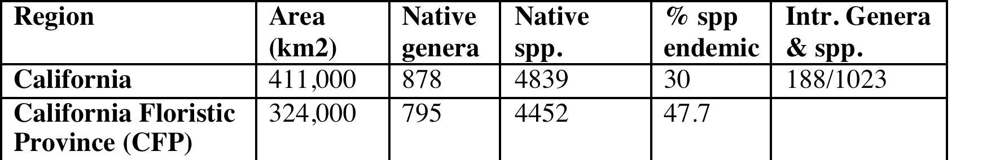 Region Area (km2) Native genera Native spp. % spp endemic Intr. Genera & spp.
California 411,000 878 4839 30 188/1023
California Floristic Province (CFP) 324,000 795 4452 47.7